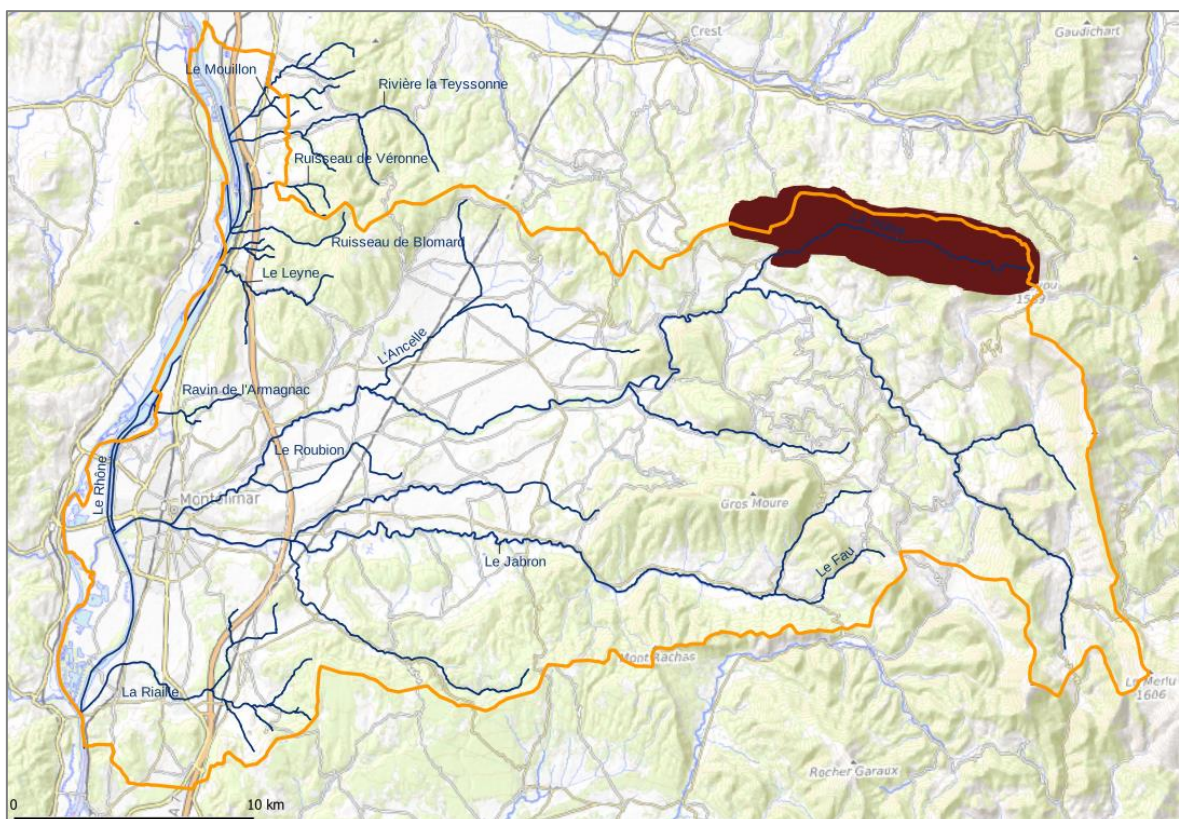 Crest
Gaudichart
Le Mouillon
Rivière la Teyssonne
Ruisseau de Véronne
Ruisseau de Blomard
Le Leyne
L'Ancelle
Ravin de l'Armagnac
Le Roubion
Le Rhône
Montélimar
Gros Moure
Le Jabron
Le Fau
Mont Rachas
La Riaille
1606
Rocher Garaux
0
10 km